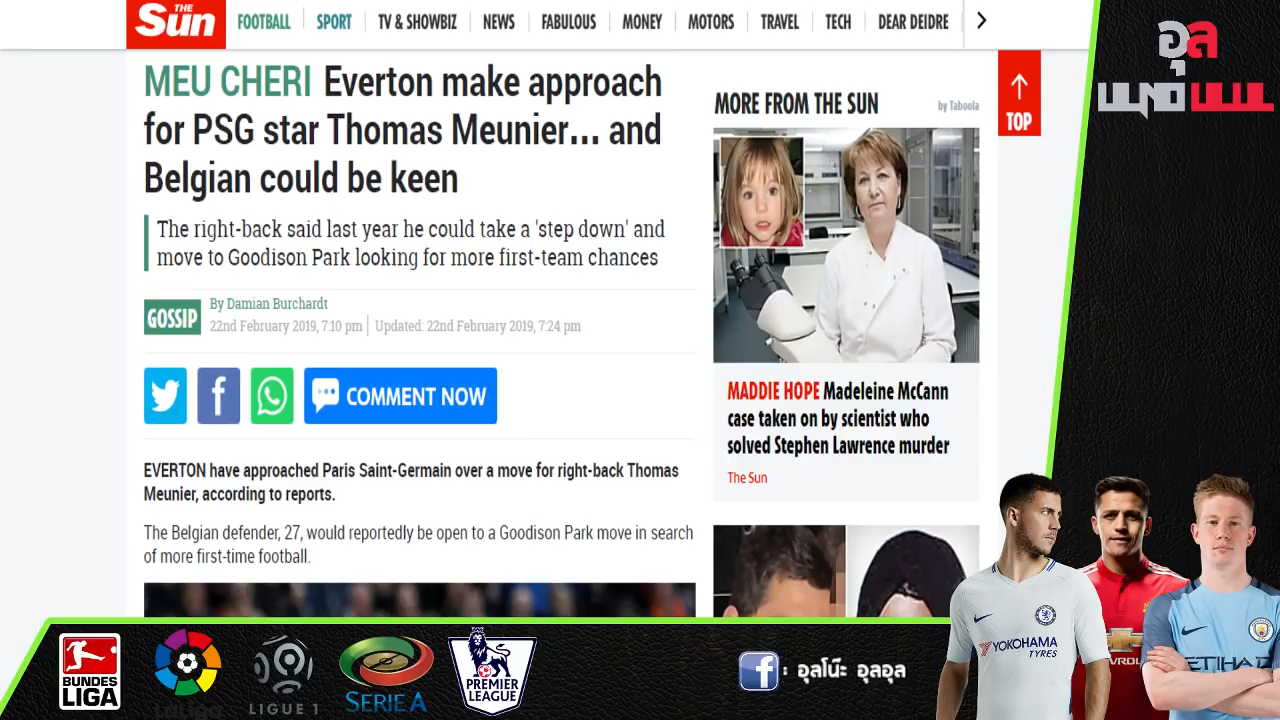 THE Sun
FOOTBALL SPORT TV & SHOWBIZ NEWS FABULOUS MONEY MOTORS TRAVEL TECH DEAR DEIDRE
MEU CHERI Everton make approach
for PSG star Thomas Meunier... and
Belgian could be keen
The right-back said last year he could take a 'step down' and
move to Goodison Park looking for more first-team chances
GOSSIP
By Damian Burchardt
22nd February 2019, 7:10 pm | Updated: 22nd February 2019, 7:24 pm
COMMENT NOW
EVERTON have approached Paris Saint-Germain over a move for right-back Thomas
Meunier, according to reports.
The Belgian defender, 27, would reportedly be open to a Goodison Park move in search
of more first-time football.
MORE FROM THE SUN
by Taboola
MADDIE HOPE Madeleine McCann
case taken on by scientist who
solved Stephen Lawrence murder
The Sun
TOP
อุล
YOKOHAMA
TYRES
ETIHAD
BUNDES
LIGA
LaLiga
LIGUE 1
SERIE A
PREMIER
LEAGUE
f : อุลโน๊ะ อุลอุล